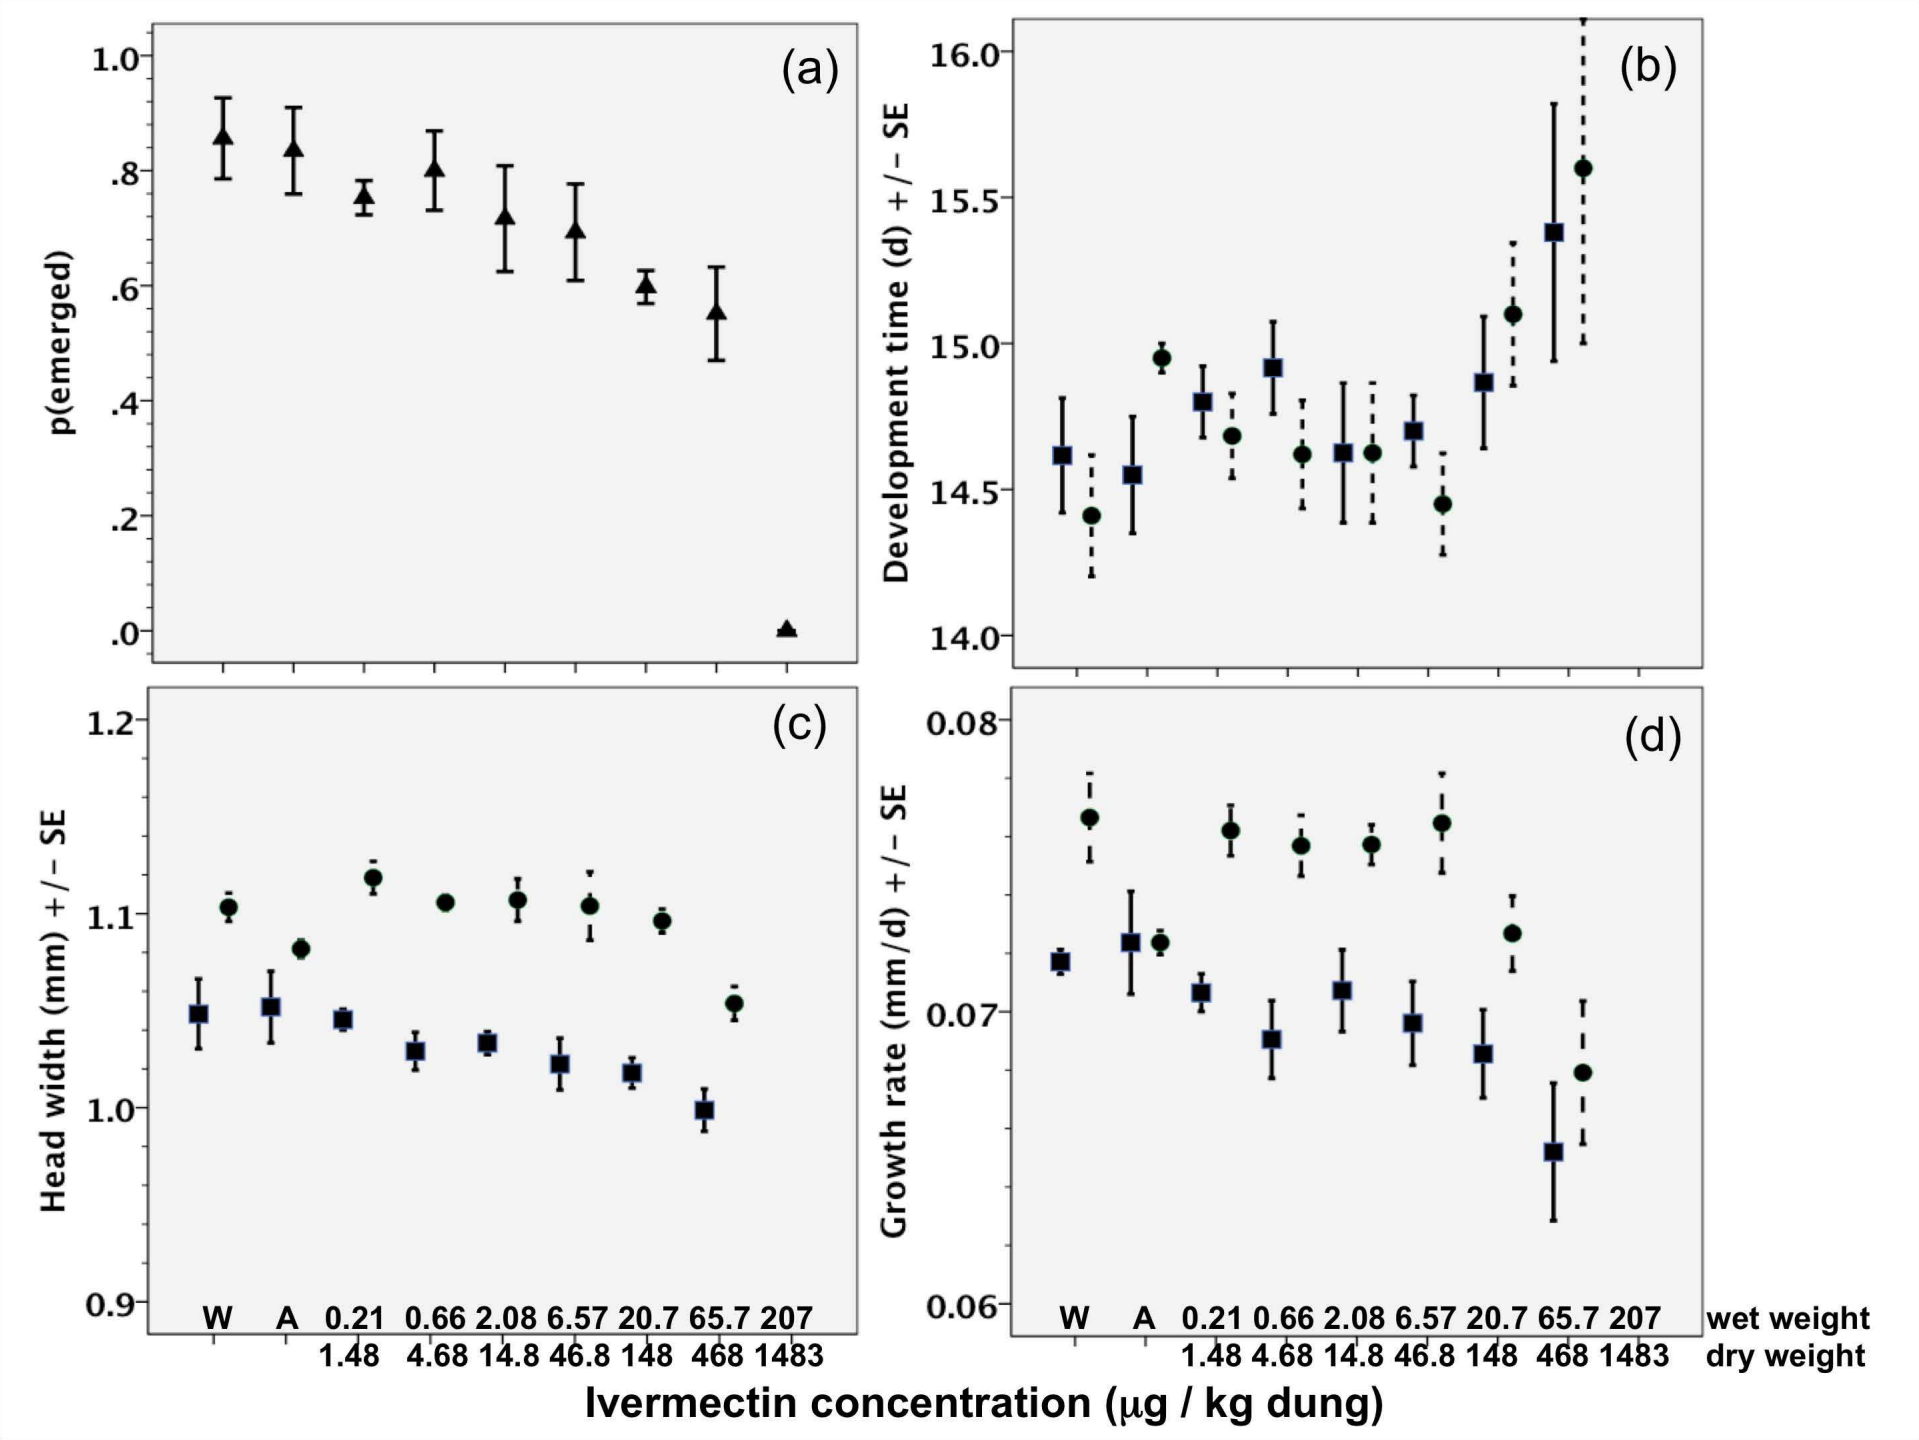 (a)
1.0
.8
.6
.4
.2
.0
p(emerged)
(b)
16.0
15.5
15.0
14.5
14.0
Development time (d) +/- SE
(c)
1.2
1.1
1.0
0.9
Head width (mm) +/- SE
W A 0.21 0.66 2.08 6.57 20.7 65.7 207
1.48 4.68 14.8 46.8 148 468 1483
(d)
0.08
0.07
0.06
Growth rate (mm/d) +/- SE
W A 0.21 0.66 2.08 6.57 20.7 65.7 207 wet weight
1.48 4.68 14.8 46.8 148 468 1483 dry weight
Ivermectin concentration (μg / kg dung)